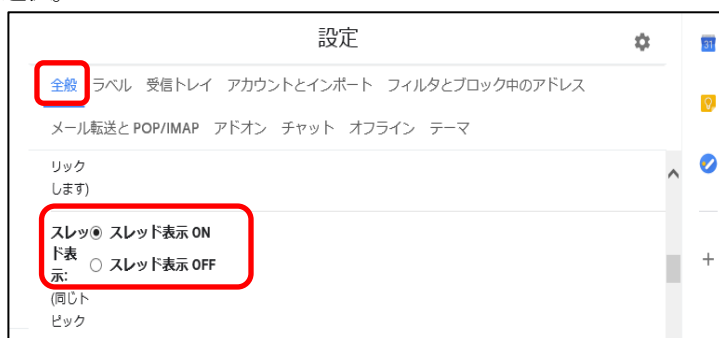 設定
31
全般 ラベル 受信トレイ アカウントとインポート フィルタとブロック中のアドレス
メール転送と POP/IMAP アドオン チャット オフライン テーマ
リック
します)
スレッ スレッド表示 ON
ド表
スレッド表示 OFF
示:
(同じト
ピック